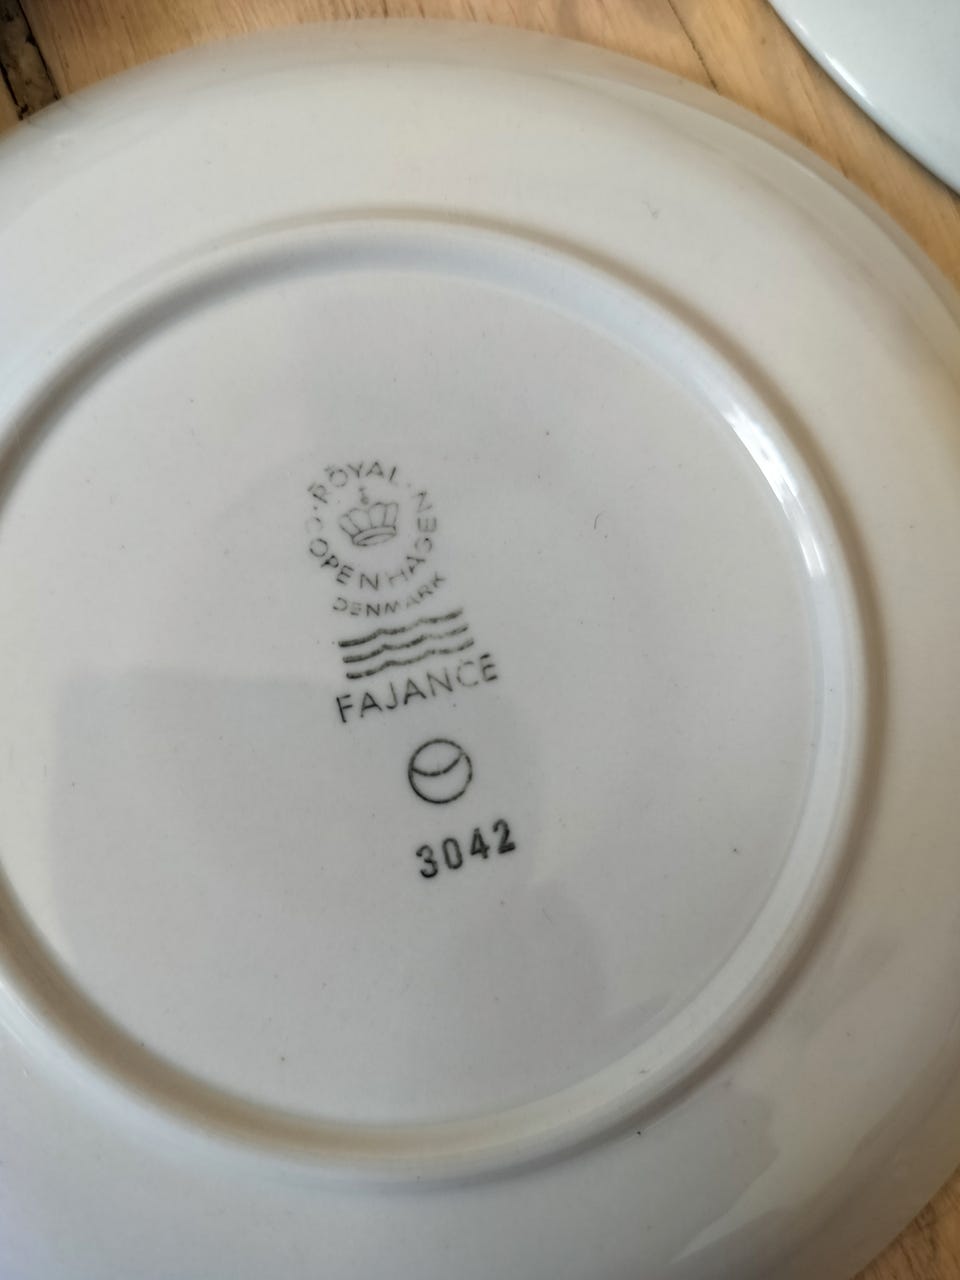 ROYAL
COPENHAGEN
DENMARK
FAJANCE
3042